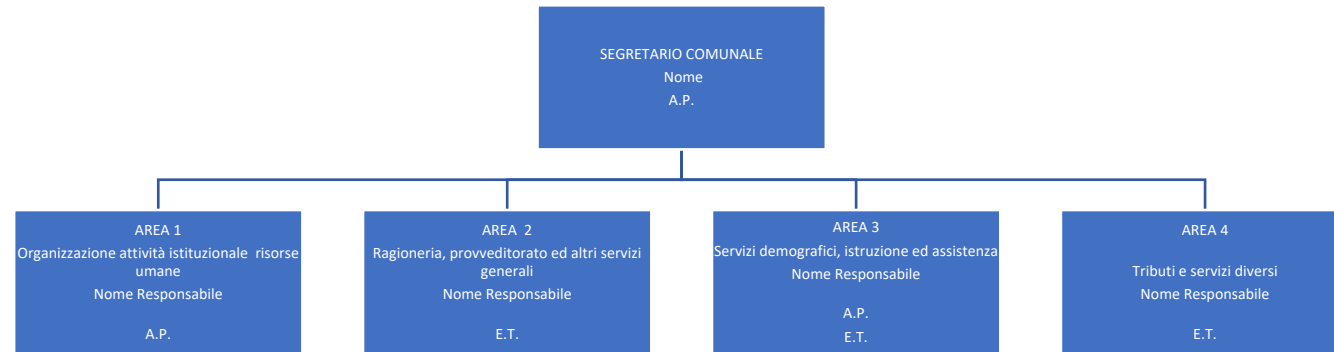 SEGRETARIO COMUNALE
Nome
A.P.
AREA 1
Organizzazione attività istituzionale risorse
umane
Nome Responsabile
A.P.
AREA 2
Ragioneria, provveditorato ed altri servizi
generali
Nome Responsabile
E.T.
AREA 3
Servizi demografici, istruzione ed assistenza
Nome Responsabile
A.P.
E.T.
AREA 4
Tributi e servizi diversi
Nome Responsabile
E.T.